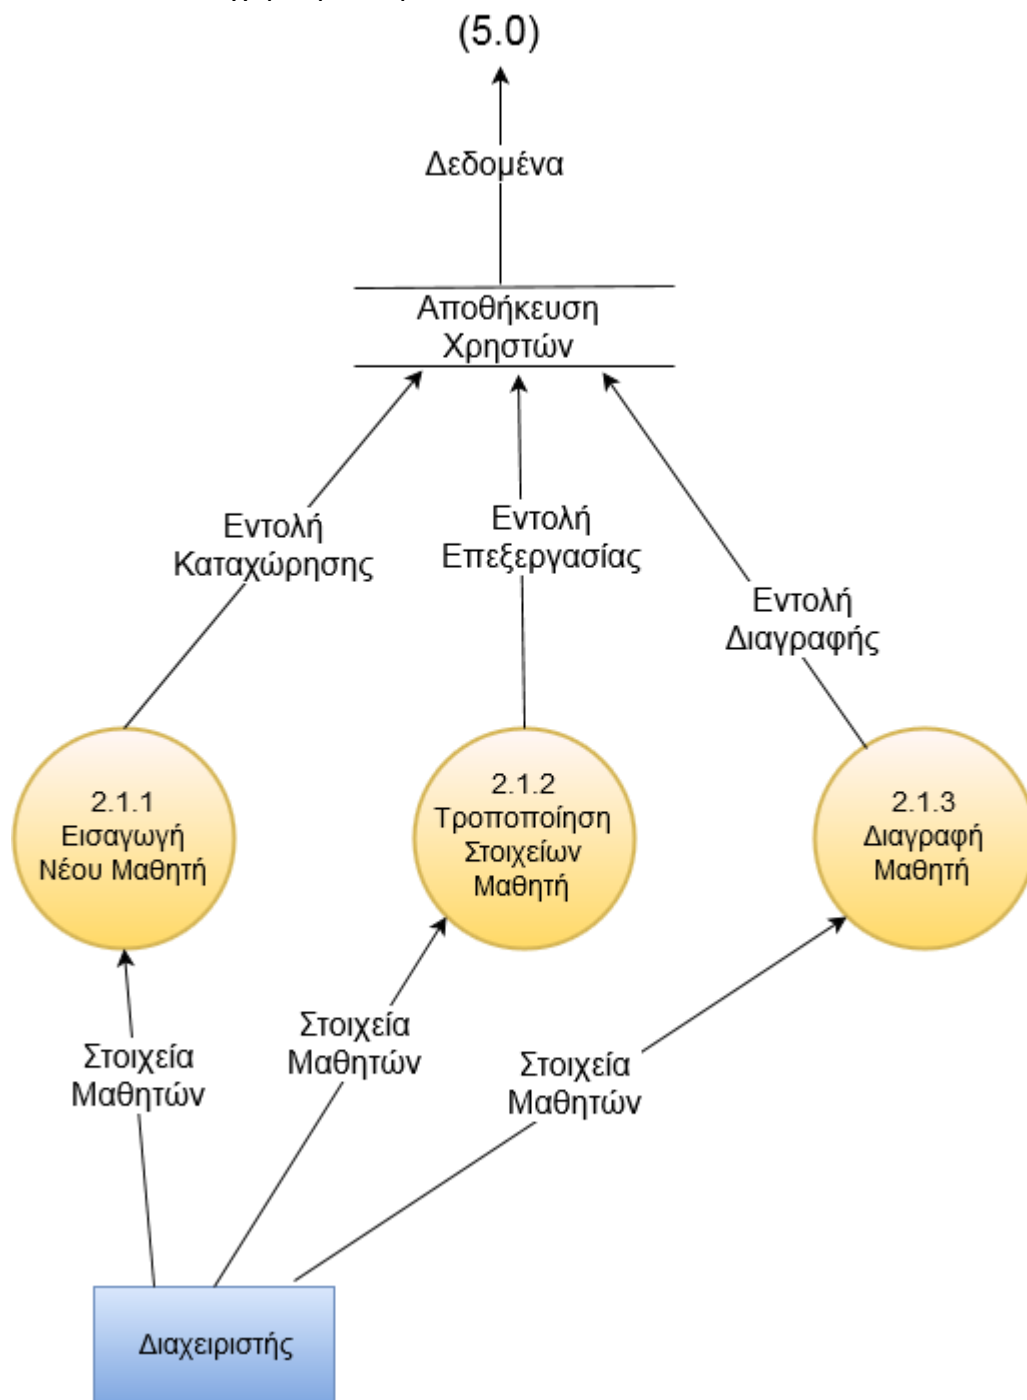 (5.0)
Δεδομένα
Αποθήκευση
Χρηστών
Εντολή
Καταχώρησης
Εντολή
Επεξεργασίας
Εντολή
Διαγραφής
2.1.1
Εισαγωγή
Νέου Μαθητή
2.1.2
Τροποποίηση
Στοιχείων
Μαθητή
2.1.3
Διαγραφή
Μαθητή
Στοιχεία
Μαθητών
Στοιχεία
Μαθητών
Στοιχεία
Μαθητών
Διαχειριστής